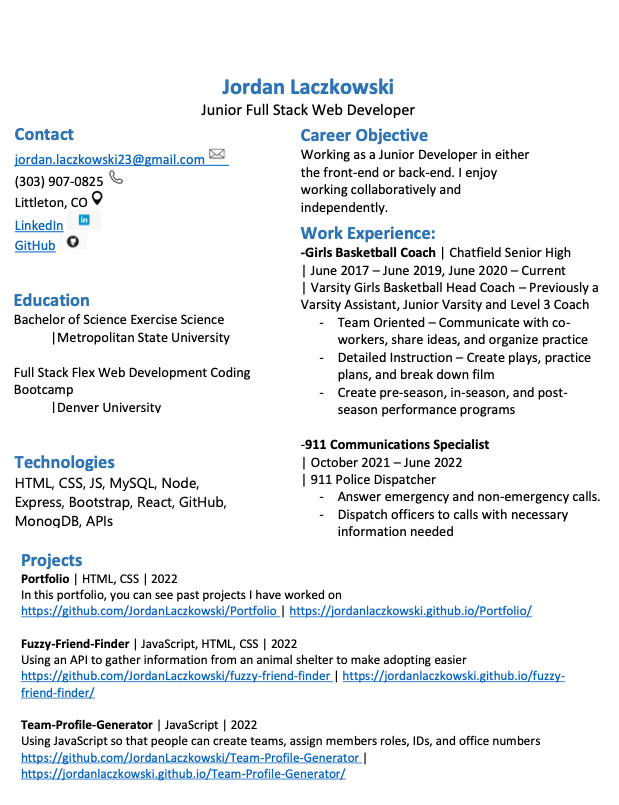 Jordan Laczkowski
Junior Full Stack Web Developer
Contact
jordan.laczkowski23@gmail.com
(303) 907-0825
Littleton, CO
LinkedIn in
GitHub
Education
Bachelor of Science Exercise Science
|Metropolitan State University
Full Stack Flex Web Development Coding
Bootcamp
|Denver University
Technologies
HTML, CSS, JS, MySQL, Node,
Express, Bootstrap, React, GitHub,
MonogDB, APIs
Career Objective
Working as a Junior Developer in either
the front-end or back-end. I enjoy
working collaboratively and
independently.
Work Experience:
-Girls Basketball Coach | Chatfield Senior High
| June 2017 – June 2019, June 2020 – Current
| Varsity Girls Basketball Head Coach – Previously a
Varsity Assistant, Junior Varsity and Level 3 Coach
- Team Oriented – Communicate with co-
workers, share ideas, and organize practice
- Detailed Instruction – Create plays, practice
plans, and break down film
- Create pre-season, in-season, and post-
season performance programs
-911 Communications Specialist
| October 2021 – June 2022
| 911 Police Dispatcher
- Answer emergency and non-emergency calls.
- Dispatch officers to calls with necessary
information needed
Projects
Portfolio | HTML, CSS | 2022
In this portfolio, you can see past projects I have worked on
https://github.com/JordanLaczkowski/Portfolio | https://jordanlaczkowski.github.io/Portfolio/
Fuzzy-Friend-Finder | JavaScript, HTML, CSS | 2022
Using an API to gather information from an animal shelter to make adopting easier
https://github.com/JordanLaczkowski/fuzzy-friend-finder | https://jordanlaczkowski.github.io/fuzzy-
friend-finder/
Team-Profile-Generator | JavaScript | 2022
Using JavaScript so that people can create teams, assign members roles, IDs, and office numbers
https://github.com/JordanLaczkowski/Team-Profile-Generator |
https://jordanlaczkowski.github.io/Team-Profile-Generator/